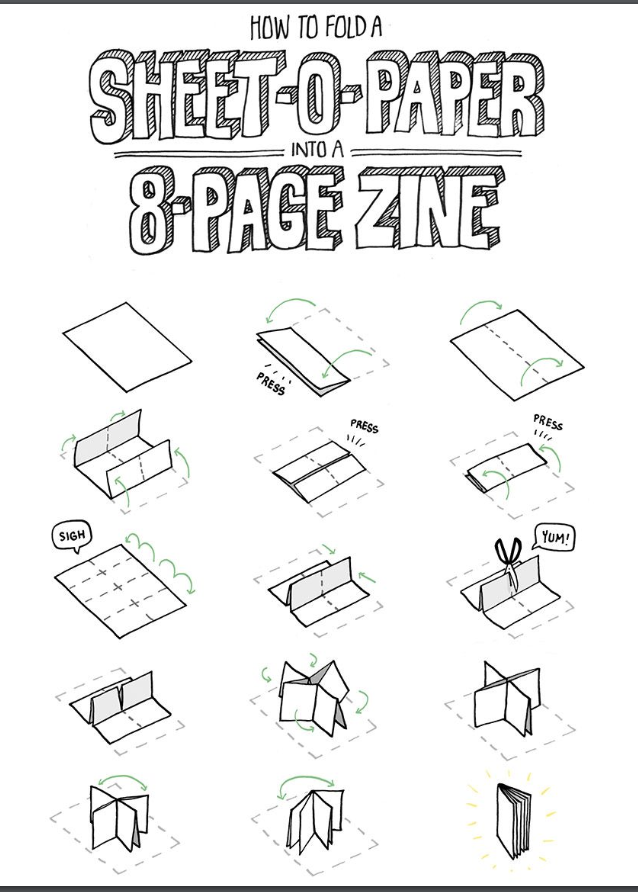 HOW TO FOLD A
SHEET-O-PAPER
INTO A
8-PAGE ZINE
PRESS
PRESS
PRESS
SIGH
YUM!